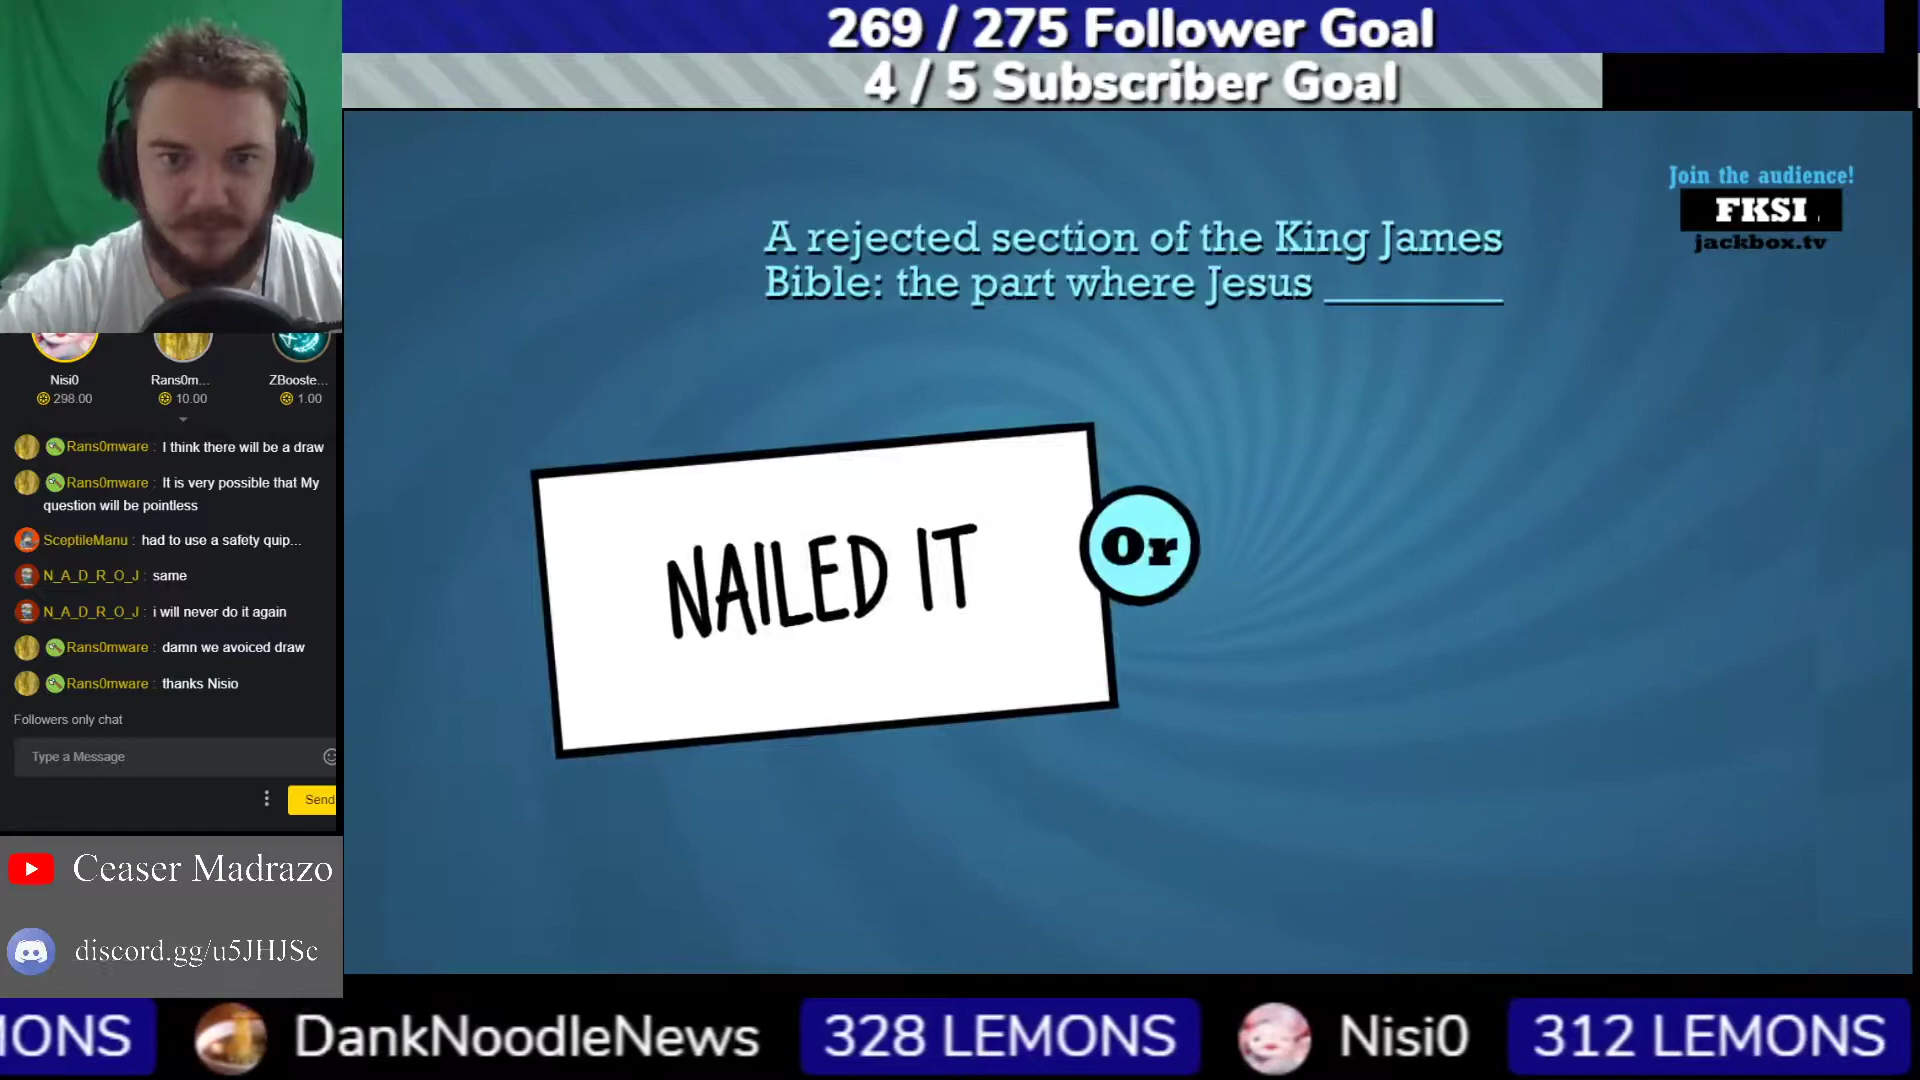 269 / 275 Follower Goal
4 / 5 Subscriber Goal
Join the audience!
FKSI
jackbox.tv
A rejected section of the King James
Bible: the part where Jesus ________
NAILED IT
Or
Nisi0
298.00
Rans0m...
10.00
ZBooste...
1.00
Rans0mware : I think there will be a draw
Rans0mware : It is very possible that My
question will be pointless
SceptileManu : had to use a safety quip...
N_A_D_R_O_J : same
N_A_D_R_O_J : i will never do it again
Rans0mware : damn we avoiced draw
Rans0mware : thanks Nisio
Followers only chat
Type a Message
Send
Ceaser Madrazo
discord.gg/u5JHJSc
MONS
DankNoodleNews
328 LEMONS
Nisi0
312 LEMONS